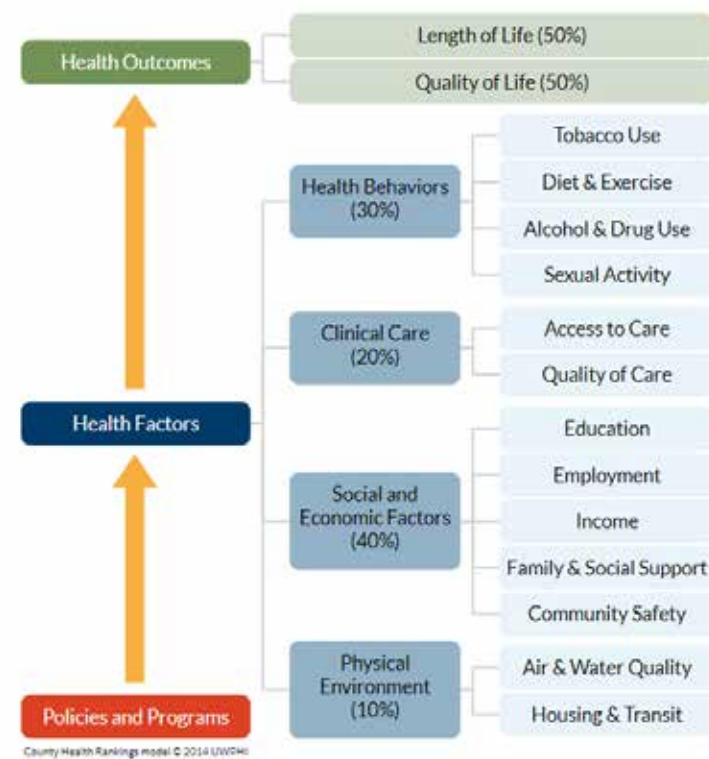 Health Outcomes
Length of Life (50%)
Quality of Life (50%)
Health Behaviors
(30%)
Tobacco Use
Diet & Exercise
Alcohol & Drug Use
Sexual Activity
Clinical Care
(20%)
Access to Care
Quality of Care
Health Factors
Social and
Economic Factors
(40%)
Education
Employment
Income
Family & Social Support
Community Safety
Physical
Environment
(10%)
Air & Water Quality
Housing & Transit
Policies and Programs
County Health Rankings model © 2014 UWPHI